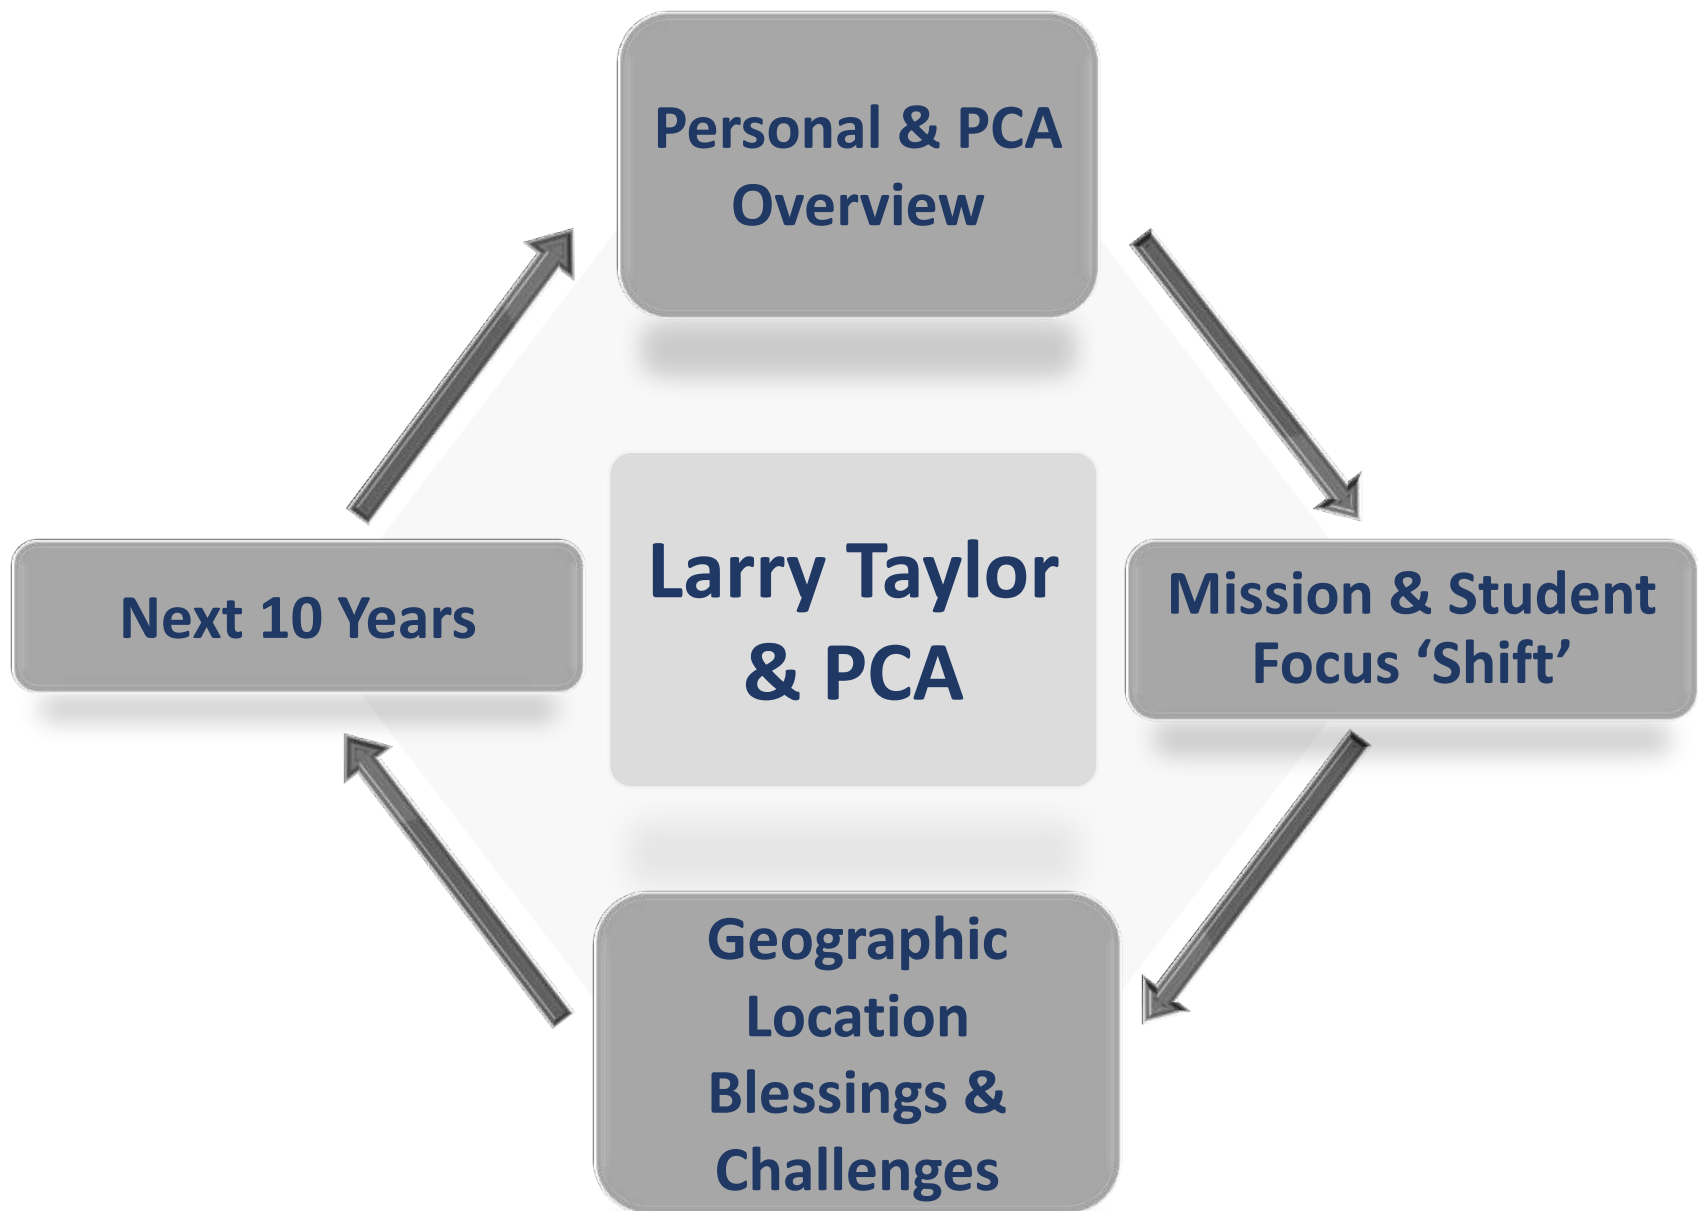 Personal & PCA
Overview
Larry Taylor
& PCA
Next 10 Years
Mission & Student
Focus ‘Shift’
Geographic
Location
Blessings &
Challenges